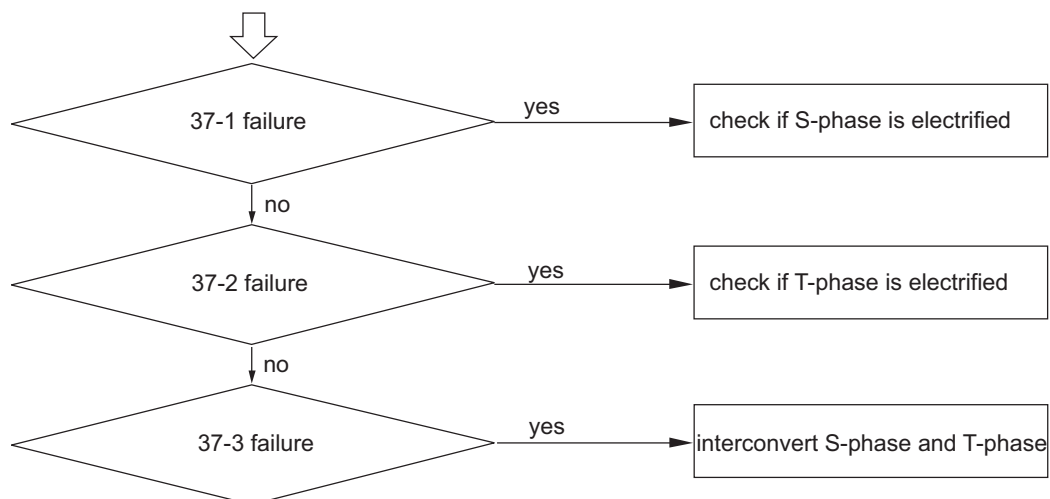 37-1 failure
yes
check if S-phase is electrified
no
37-2 failure
yes
check if T-phase is electrified
no
37-3 failure
yes
interconvert S-phase and T-phase